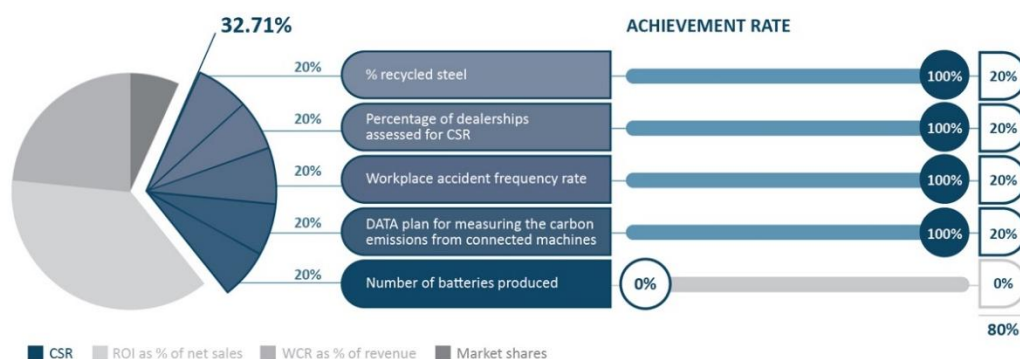 32.71%
ACHIEVEMENT RATE
20%
% recycled steel
100%
20%
20%
Percentage of dealerships
assessed for CSR
100%
20%
20%
Workplace accident frequency rate
100%
20%
20%
DATA plan for measuring the carbon
emissions from connected machines
100%
20%
20%
Number of batteries produced
0%
0%
80%
CSR
ROI as % of net sales
WCR as % of revenue
Market shares